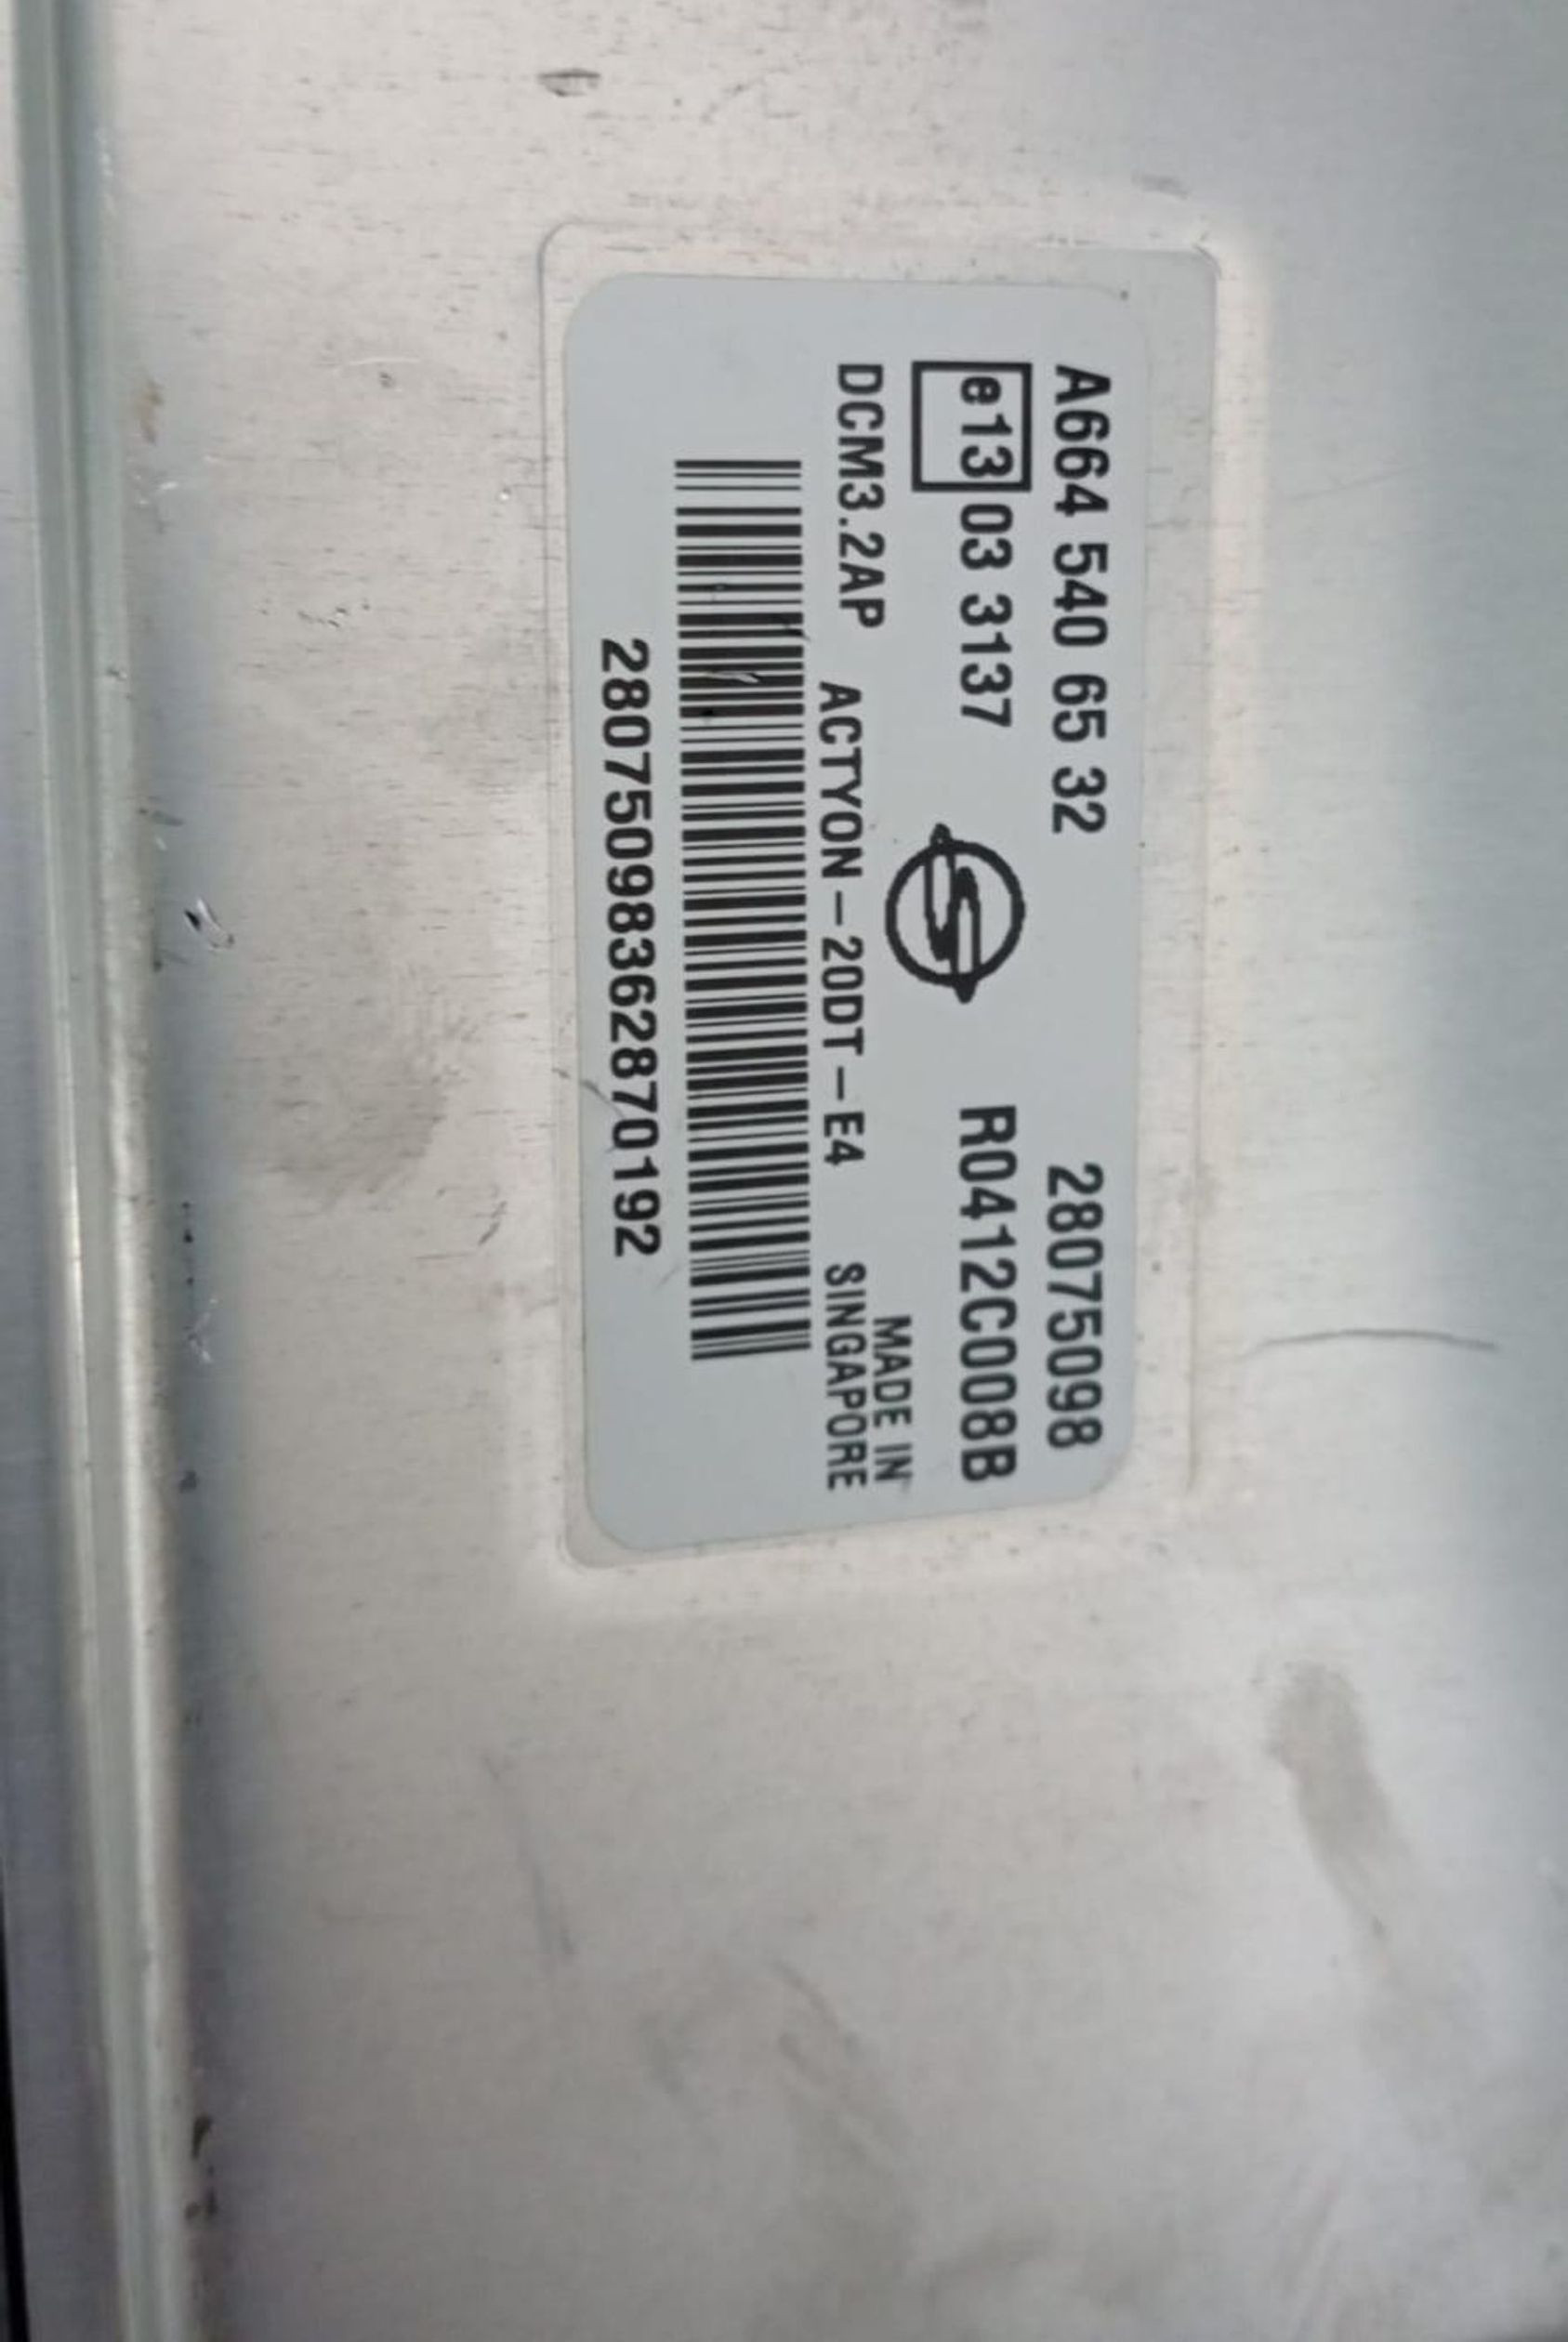 A664 540 65 32 28075098
e13 03 3137 R0412C008B
DCM3.2AP ACTYON-20DT-E4 MADE IN SINGAPORE
28075098362870192